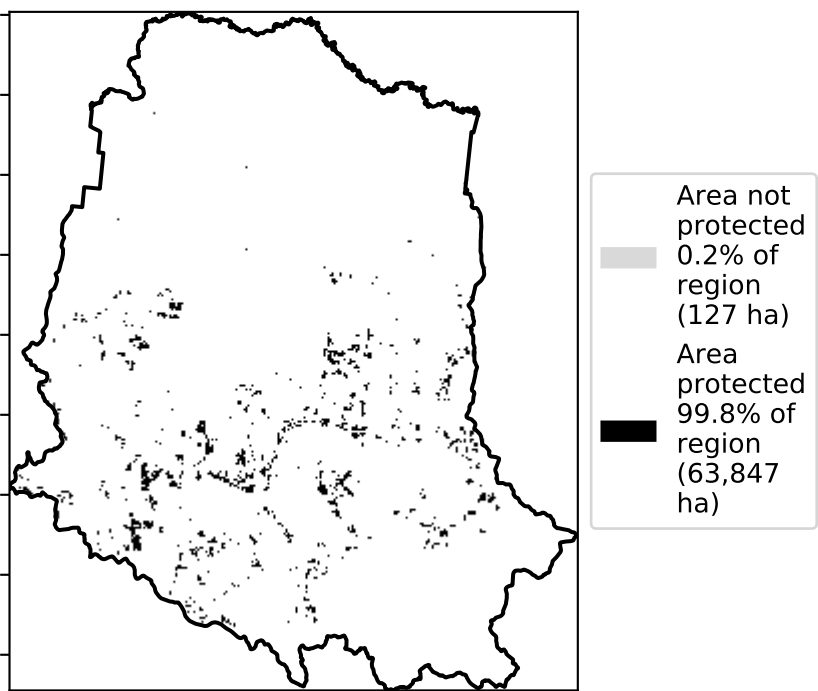 Area not
protected
0.2% of
region
(127 ha)
Area
protected
99.8% of
region
(63,847
ha)